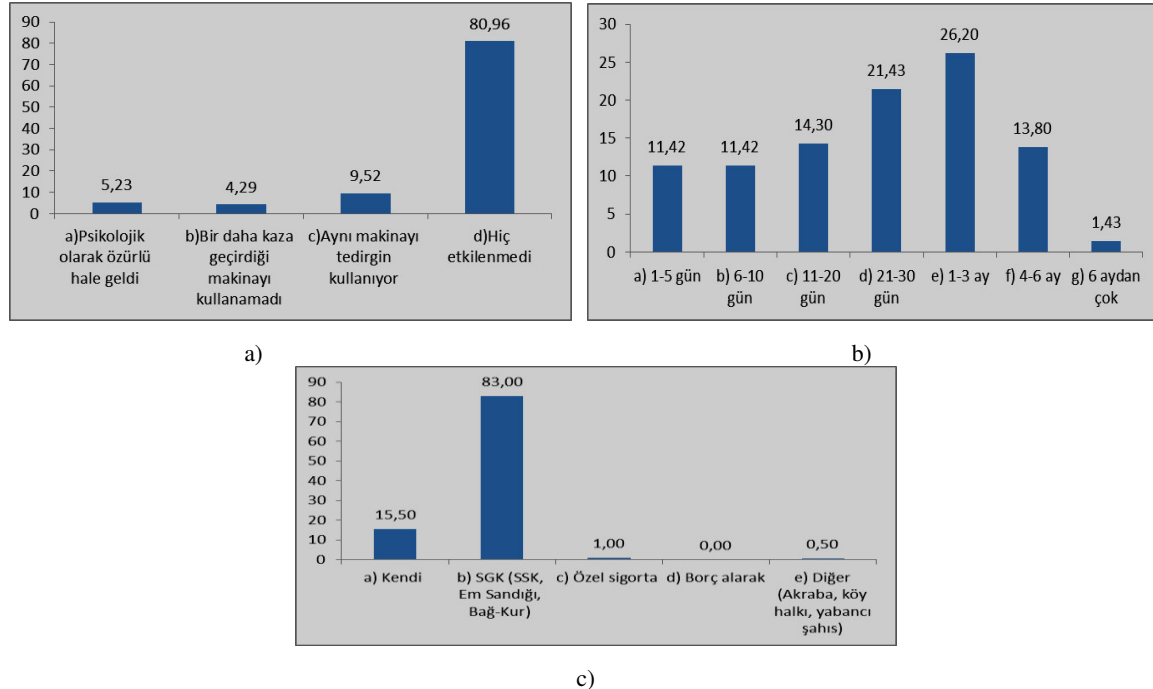 90
80
70
60
50
40
30
20
10
0
5,23
4,29
9,52
80,96
a)Psikolojik
olarak özürlü
hale geldi
b)Bir daha kaza
geçirdiği
makinayı
kullanamadı
c)Aynı makinayı
tedirgin
kullanıyor
d)Hiç
etkilenmedi
a)
30
25
20
15
10
5
0
11,42
11,42
14,30
21,43
26,20
13,80
1,43
a) 1-5 gün
b) 6-10
gün
c) 11-20
gün
d) 21-30
gün
e) 1-3 ay
f) 4-6 ay
g) 6 aydan
çok
b)
90
80
70
60
50
40
30
20
10
0
15,50
83,00
1,00
0,00
0,50
a) Kendi
b) SGK (SSK,
Em Sandığı,
Bağ-Kur)
c) Özel sigorta
d) Borç alarak
e) Diğer
(Akraba, köy
halkı, yabancı
şahıs)
c)